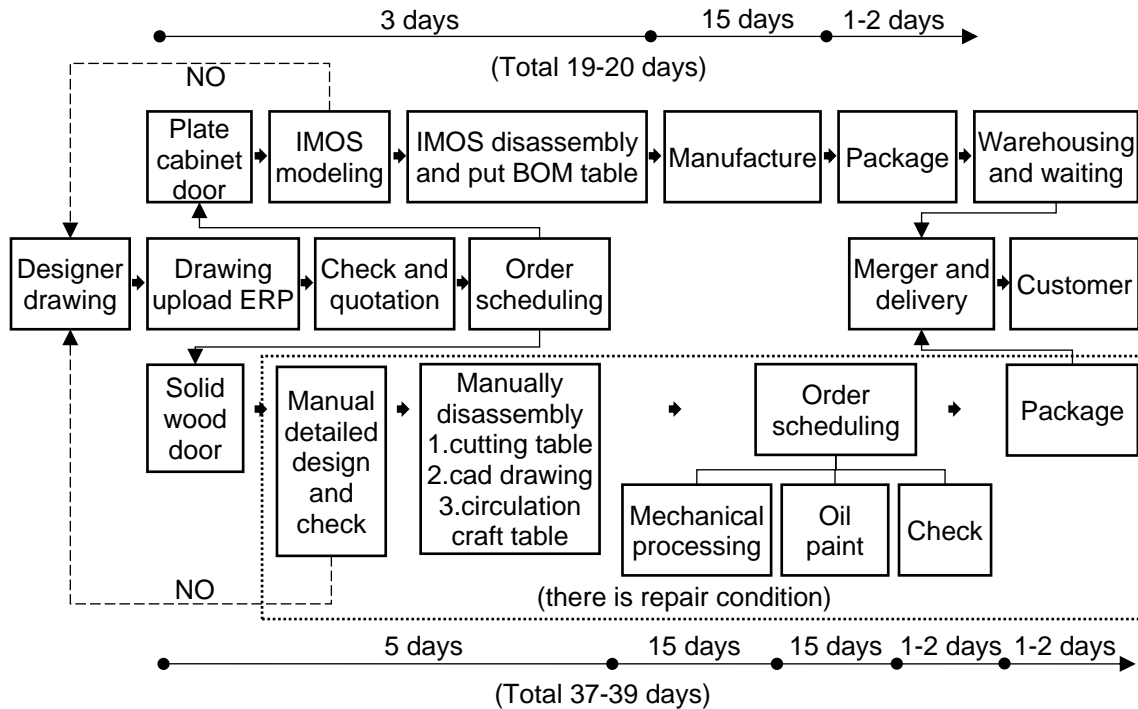 3 days
15 days
1-2 days
(Total 19-20 days)
NO
Plate
cabinet
door
IMOS
modeling
IMOS disassembly
and put BOM table
Manufacture
Package
Warehousing
and waiting
Designer
drawing
Drawing
upload ERP
Check and
quotation
Order
scheduling
Merger and
delivery
Customer
Solid
wood
door
Manual
detailed
design
and
check
Manually
disassembly
1.cutting table
2.cad drawing
3.circulation
craft table
Order
scheduling
Package
Mechanical
processing
Oil
paint
Check
NO
(there is repair condition)
5 days
15 days
15 days
1-2 days
1-2 days
(Total 37-39 days)